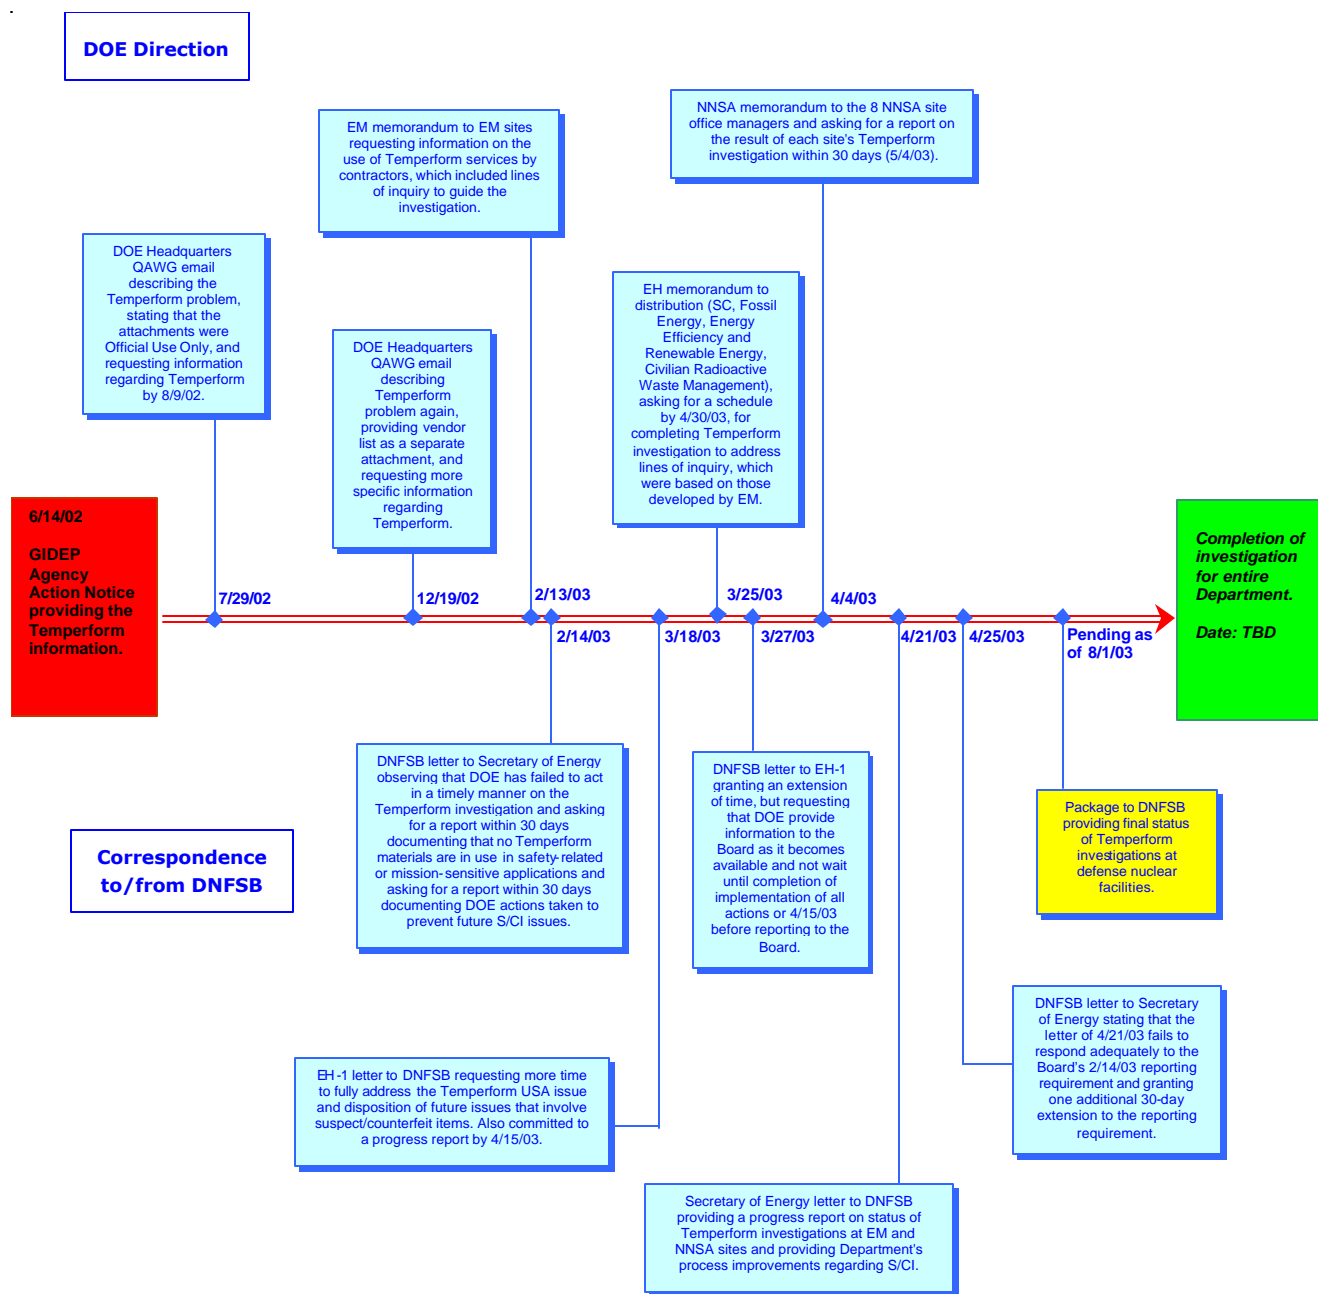 DOE Direction
NNSA memorandum to the 8 NNSA site
office managers and asking for a report on
the result of each site's Temperform
investigation within 30 days (5/4/03).
EM memorandum to EM sites
requesting information on the
use of Temperform services by
contractors, which included lines
of inquiry to guide the
investigation.
DOE Headquarters
QAWG email
describing the
Temperform problem,
stating that the
attachments were
Official Use Only, and
requesting information
regarding Temperform
by 8/9/02.
EH memorandum to
distribution (SC, Fossil
Energy, Energy
Efficiency and
Renewable Energy,
Civilian Radioactive
Waste Management),
asking for a schedule
by 4/30/03, for
completing Temperform
investigation to address
lines of inquiry, which
were based on those
developed by EM.
DOE Headquarters
QAWG email
describing
Temperform
problem again,
providing vendor
list as a separate
attachment, and
requesting more
specific information
regarding
Temperform.
6/14/02
GIDEP
Agency
Action Notice
providing the
Temperform
information.
Completion of
investigation
for entire
Department.
Date: TBD
7/29/02
12/19/02
2/13/03
3/25/03
4/4/03
2/14/03
3/18/03
3/27/03
4/21/03
4/25/03
Pending as
of 8/1/03
DNFSB letter to Secretary of Energy
observing that DOE has failed to act
in a timely manner on the
Temperform investigation and asking
for a report within 30 days
documenting that no Temperform
materials are in use in safety-related
or mission-sensitive applications and
asking for a report within 30 days
documenting DOE actions taken to
prevent future S/CI issues.
DNFSB letter to EH-1
granting an extension
of time, but requesting
that DOE provide
information to the
Board as it becomes
available and not wait
until completion of
implementation of all
actions or 4/15/03
before reporting to the
Board.
Package to DNFSB
providing final status
of Temperform
investigations at
defense nuclear
facilities.
Correspondence
to/from DNFSB
DNFSB letter to Secretary
of Energy stating that the
letter of 4/21/03 fails to
respond adequately to the
Board's 2/14/03 reporting
requirement and granting
one additional 30-day
extension to the reporting
requirement.
EH-1 letter to DNFSB requesting more time
to fully address the Temperform USA issue
and disposition of future issues that involve
suspect/counterfeit items. Also committed to
a progress report by 4/15/03.
Secretary of Energy letter to DNFSB
providing a progress report on status of
Temperform investigations at EM and
NNSA sites and providing Department's
process improvements regarding S/CI.